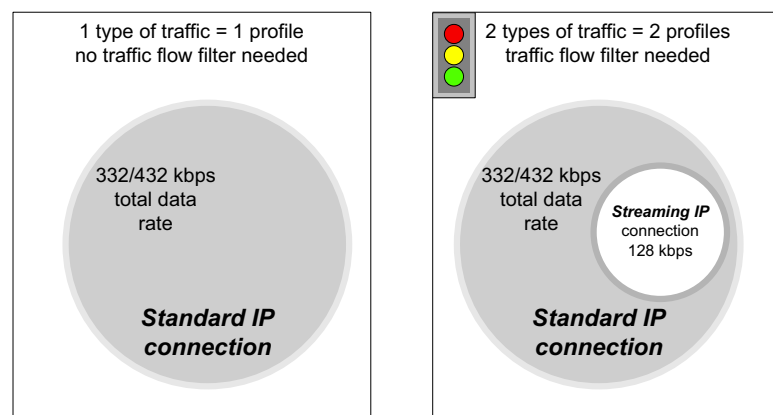 1 type of traffic = 1 profile
no traffic flow filter needed
332/432 kbps
total data
rate
Standard IP
connection
2 types of traffic = 2 profiles
traffic flow filter needed
332/432 kbps
total data
rate
Streaming IP
connection
128 kbps
Standard IP
connection